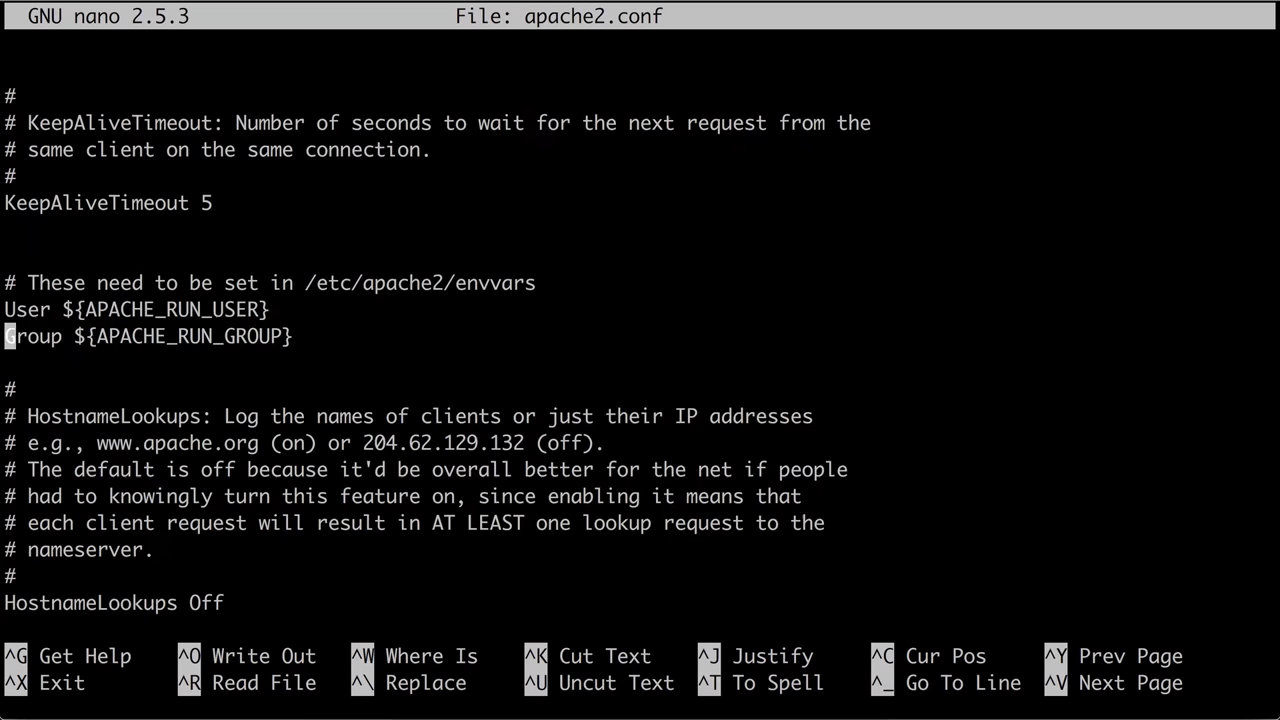 GNU nano 2.5.3 File: apache2.conf
#
# KeepAliveTimeout: Number of seconds to wait for the next request from the
# same client on the same connection.
#
KeepAliveTimeout 5
# These need to be set in /etc/apache2/envvars
User ${APACHE_RUN_USER}
Group ${APACHE_RUN_GROUP}
#
# HostnameLookups: Log the names of clients or just their IP addresses
# e.g., www.apache.org (on) or 204.62.129.132 (off).
# The default is off because it'd be overall better for the net if people
# had to knowingly turn this feature on, since enabling it means that
# each client request will result in AT LEAST one lookup request to the
# nameserver.
#
HostnameLookups Off
^G Get Help ^O Write Out ^W Where Is ^K Cut Text ^J Justify ^C Cur Pos ^Y Prev Page
^X Exit ^R Read File ^\ Replace ^U Uncut Text ^T To Spell ^_ Go To Line ^V Next Page